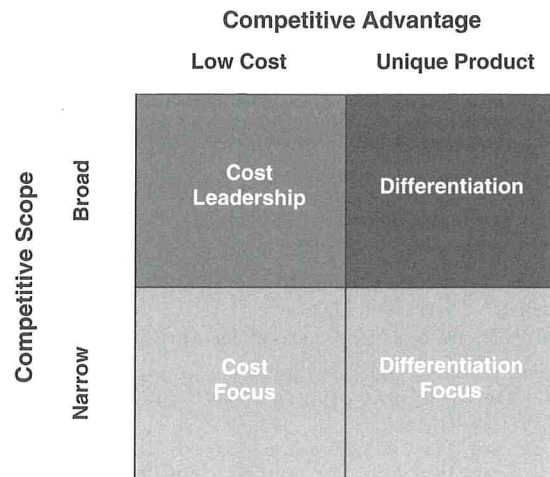 Competitive Advantage
Low Cost
Unique Product
Competitive Scope
Broad
Cost
Leadership
Differentiation
Narrow
Cost
Focus
Differentiation
Focus